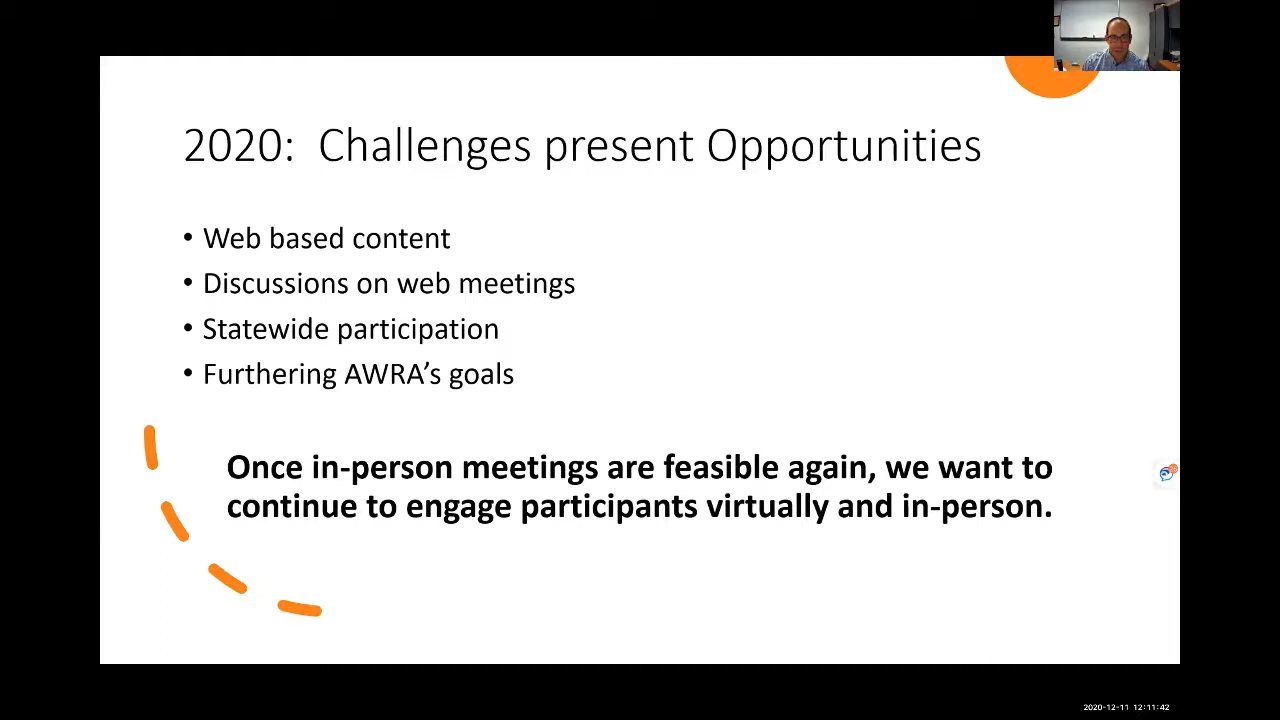 2020:  Challenges present Opportunities
• Web based content
• Discussions on web meetings
• Statewide participation
• Furthering AWRA’s goals
Once in-person meetings are feasible again, we want to
continue to engage participants virtually and in-person.
2020-12-11 12:11:42